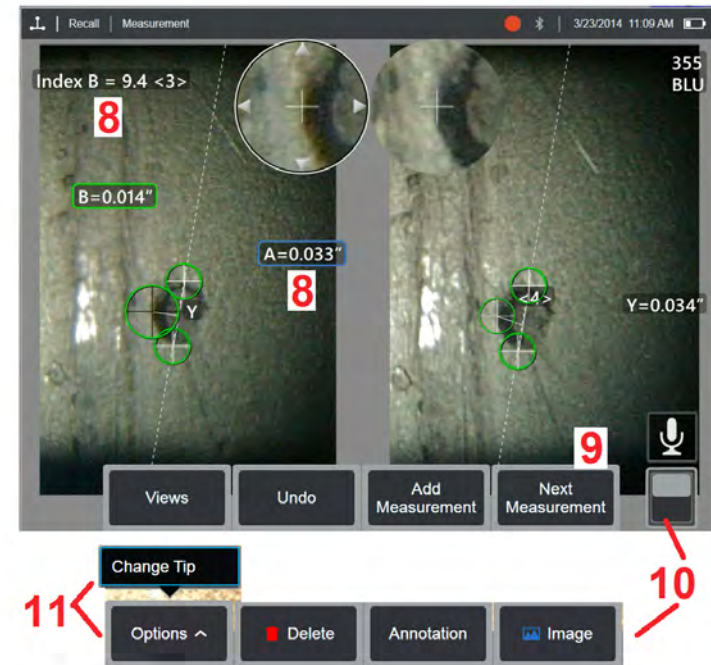 Recall | Measurement
3/23/2014 11:09 AM
Index B = 9.4 <3>
8
355
BLU
B=0.014"
A=0.033"
8
Y
<4>
Y=0.034"
9
Views
Undo
Add
Measurement
Next
Measurement
10
Change Tip
11
Options
Delete
Annotation
Image